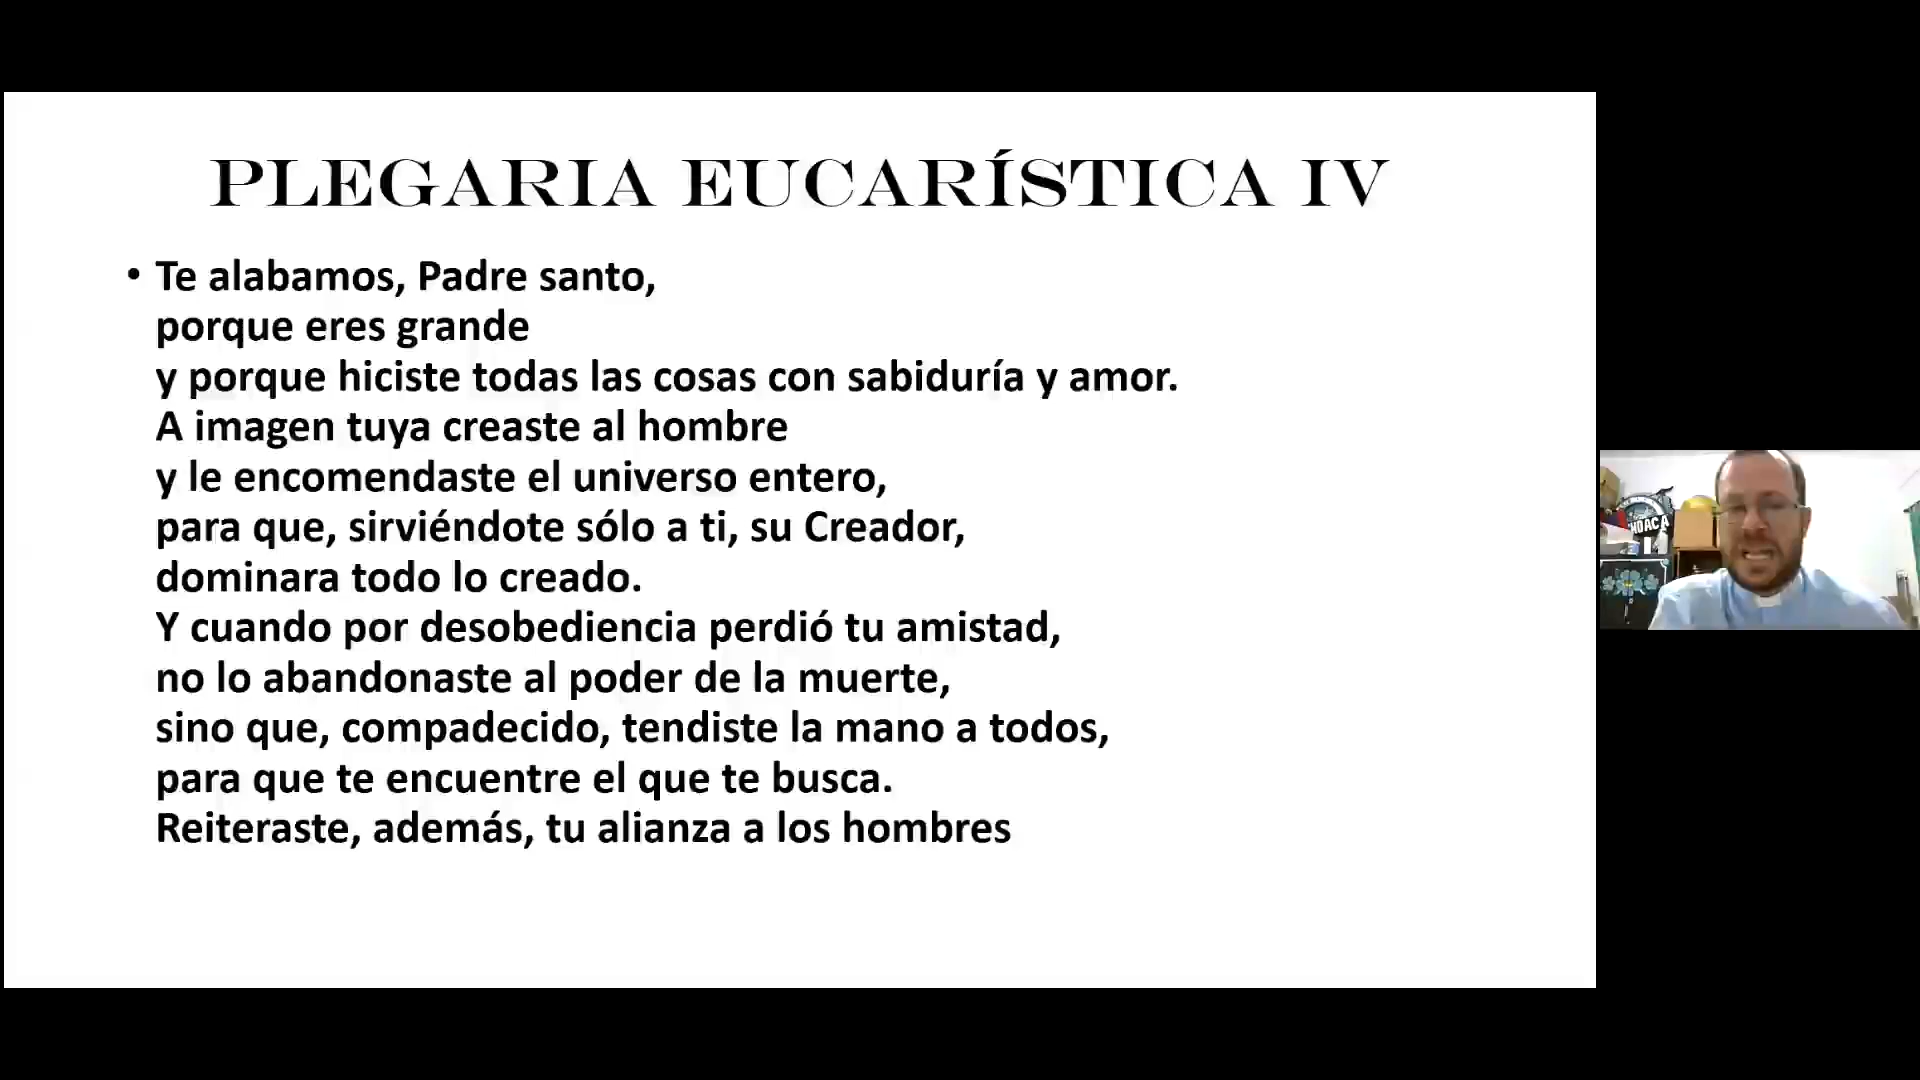 PLEGARIA EUCARÍSTICA IV
• Te alabamos, Padre santo,
porque eres grande
y porque hiciste todas las cosas con sabiduría y amor.
A imagen tuya creaste al hombre
y le encomendaste el universo entero,
para que, sirviéndote sólo a ti, su Creador,
dominara todo lo creado.
Y cuando por desobediencia perdió tu amistad,
no lo abandonaste al poder de la muerte,
sino que, compadecido, tendiste la mano a todos,
para que te encuentre el que te busca.
Reiteraste, además, tu alianza a los hombres